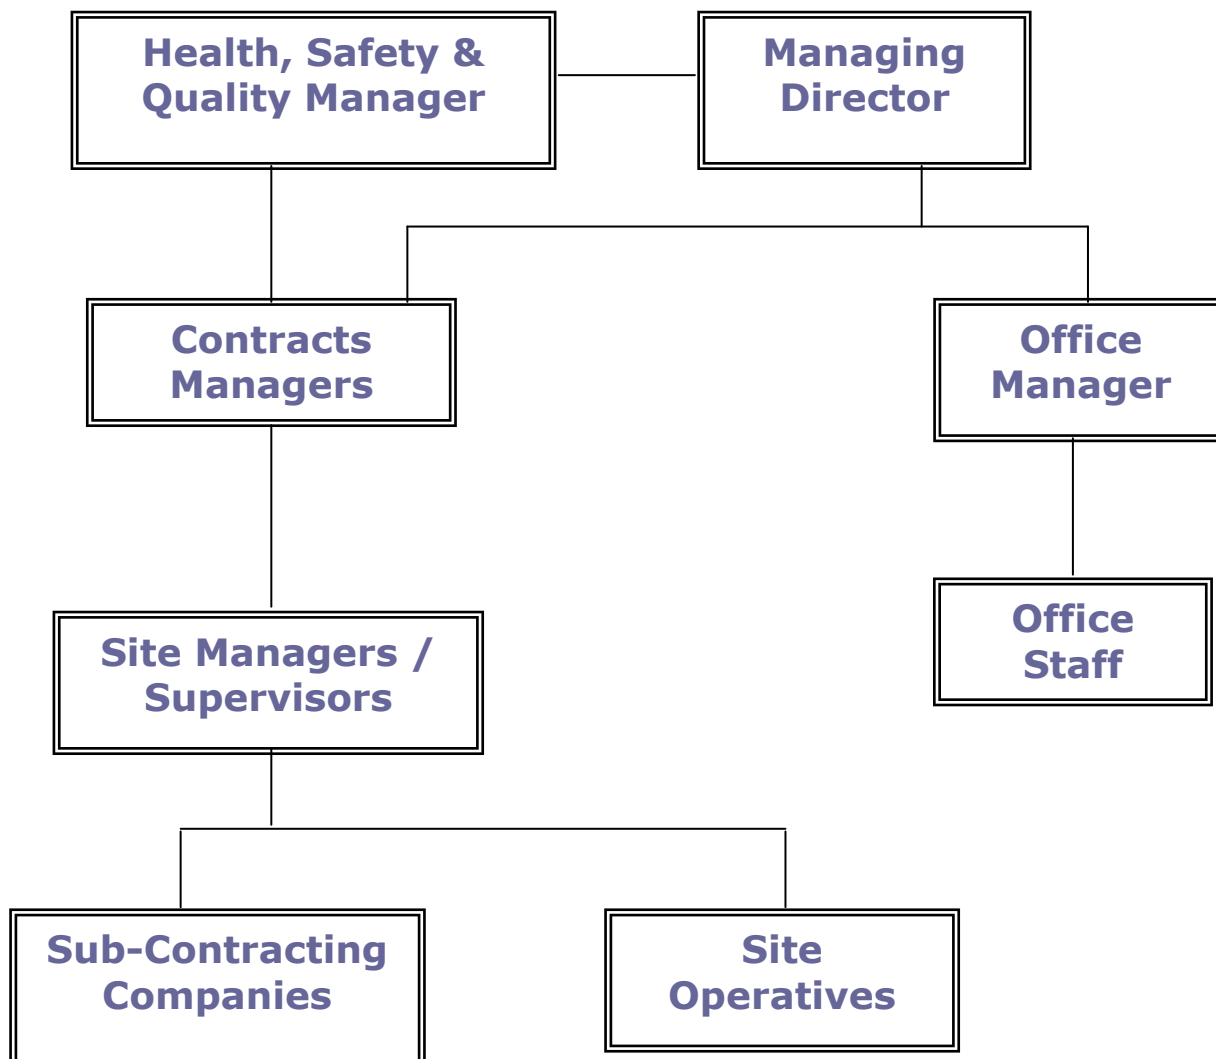 Health, Safety &
Quality Manager
Managing
Director
Contracts
Managers
Office
Manager
Site Managers /
Supervisors
Office
Staff
Sub-Contracting
Companies
Site
Operatives